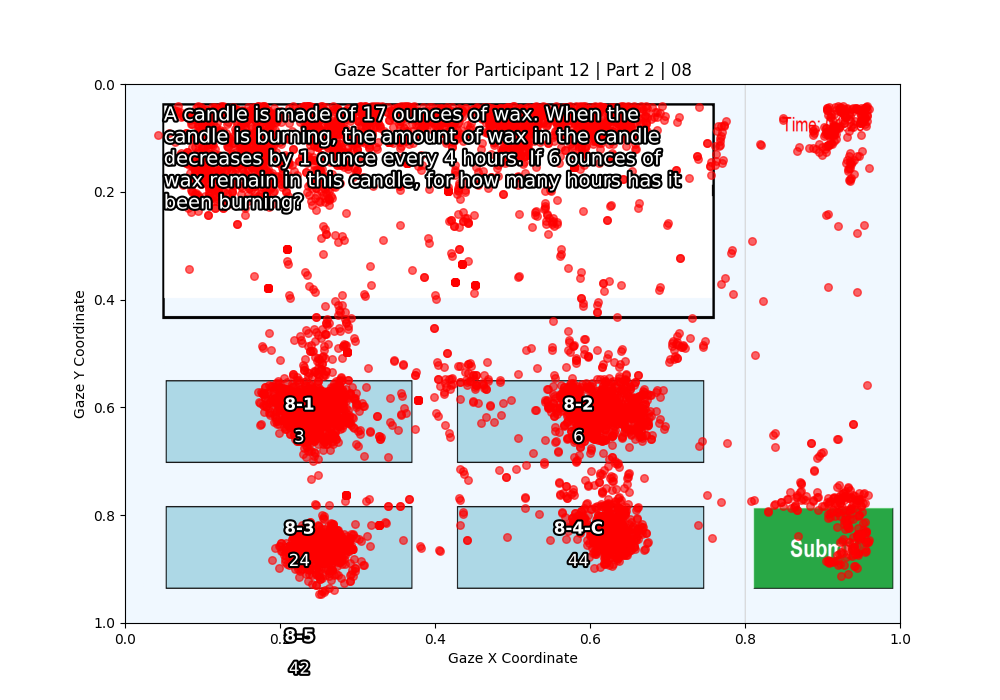 Gaze Scatter for Participant 12 | Part 2 | 08
0.0
0.2
0.4
0.6
0.8
1.0
Gaze Y Coordinate
A candle is made of 17 ounces of wax. When the
candle is burning, the amount of wax in the candle
decreases by 1 ounce every 4 hours. If 6 ounces of
wax remain in this candle, for how many hours has it
been burning?
Time:
8-1
3
8-2
6
8-3
24
8-4-C
44
Subm
8-5
42
0.0
0.2
0.4
0.6
0.8
1.0
Gaze X Coordinate